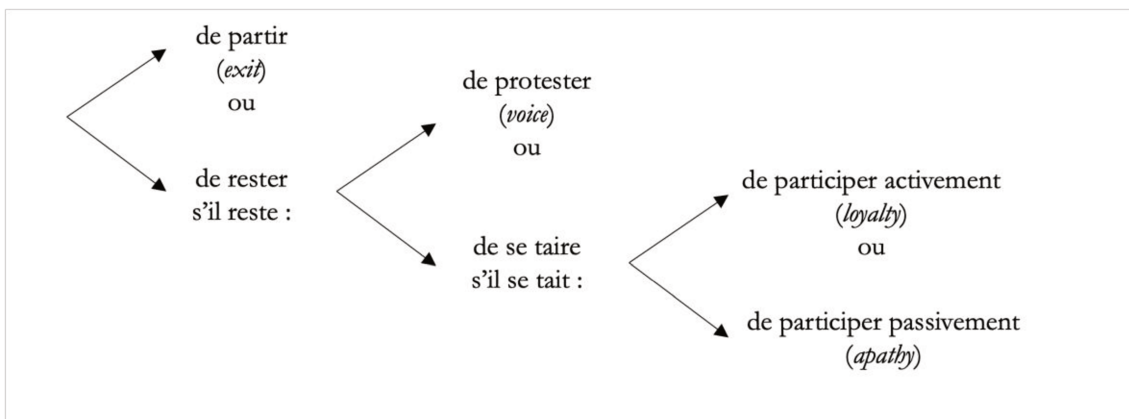 de partir
(exit)
ou
de rester
s'il reste :
de protester
(voice)
ou
de se taire
s'il se tait :
de participer activement
(loyalty)
ou
de participer passivement
(apathy)